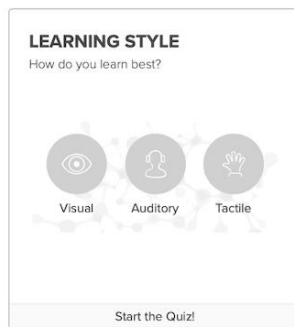 LEARNING STYLE
How do you learn best?
Visual Auditory Tactile
Start the Quiz!